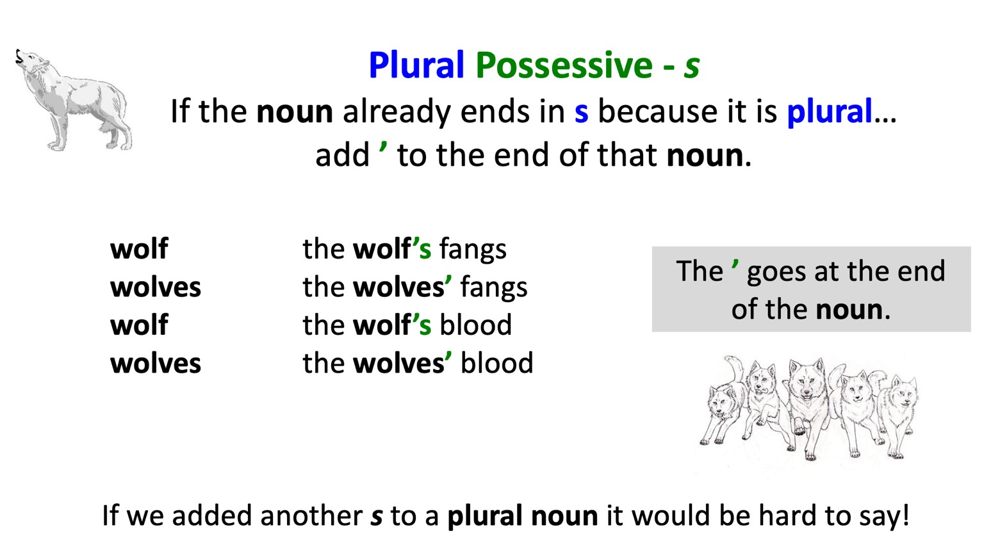 Plural Possessive - s
If the noun already ends in s because it is plural…
add ’ to the end of that noun.
wolf the wolf’s fangs
wolves the wolves’ fangs
wolf the wolf’s blood
wolves the wolves’ blood
The ’ goes at the end
of the noun.
If we added another s to a plural noun it would be hard to say!